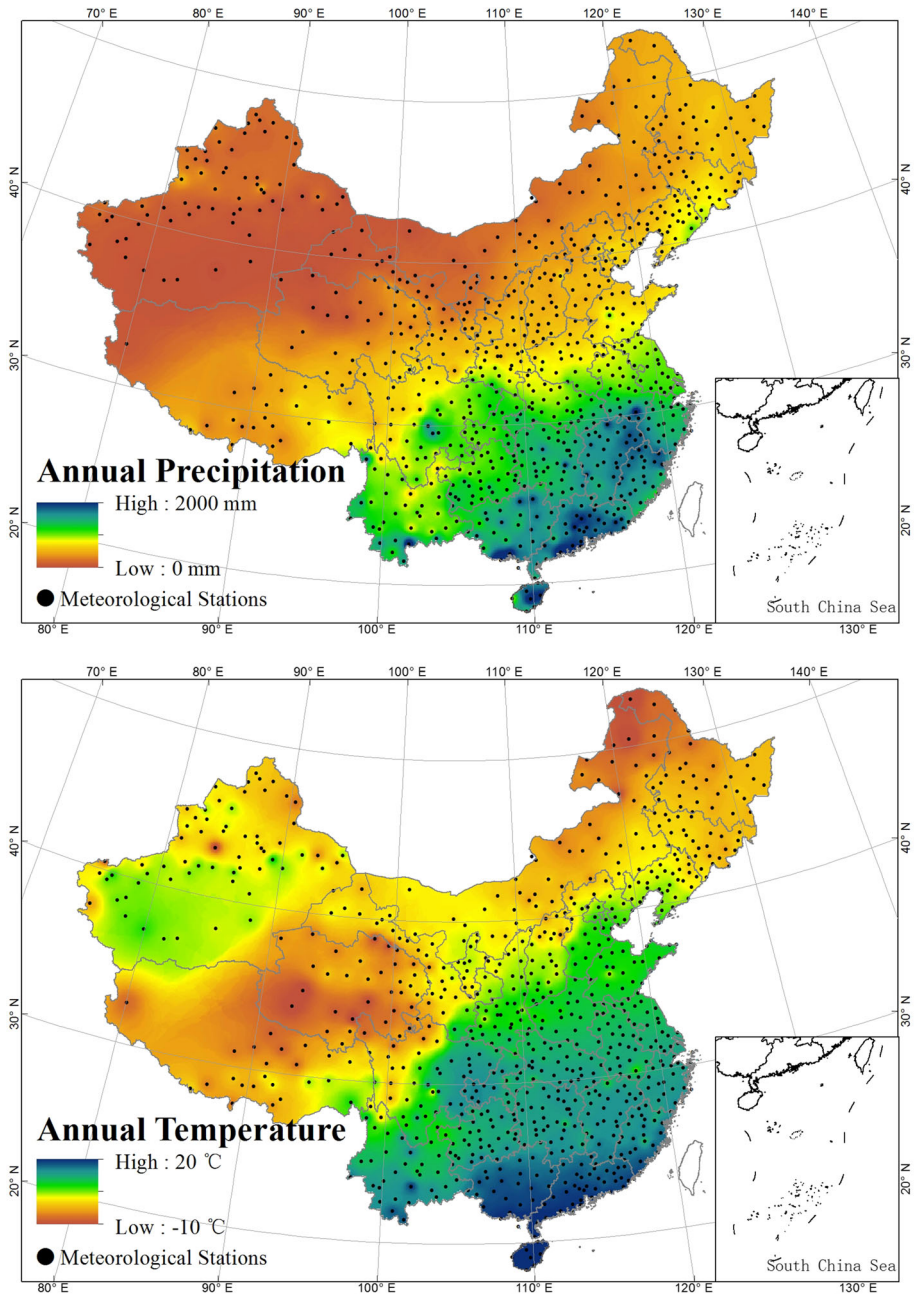 70° E 80° E 90° E 100° E 110° E 120° E 130° E 140° E
40° N 40° N
30° N 30° N
20° N 20° N
Annual Precipitation
High : 2000 mm
Low : 0 mm
Meteorological Stations
South China Sea
80° E 90° E 100° E 110° E 120° E 130° E
70° E 80° E 90° E 100° E 110° E 120° E 130° E 140° E
40° N 40° N
30° N 30° N
20° N 20° N
Annual Temperature
High : 20 ℃
Low : -10 ℃
Meteorological Stations
South China Sea
80° E 90° E 100° E 110° E 120° E 130° E